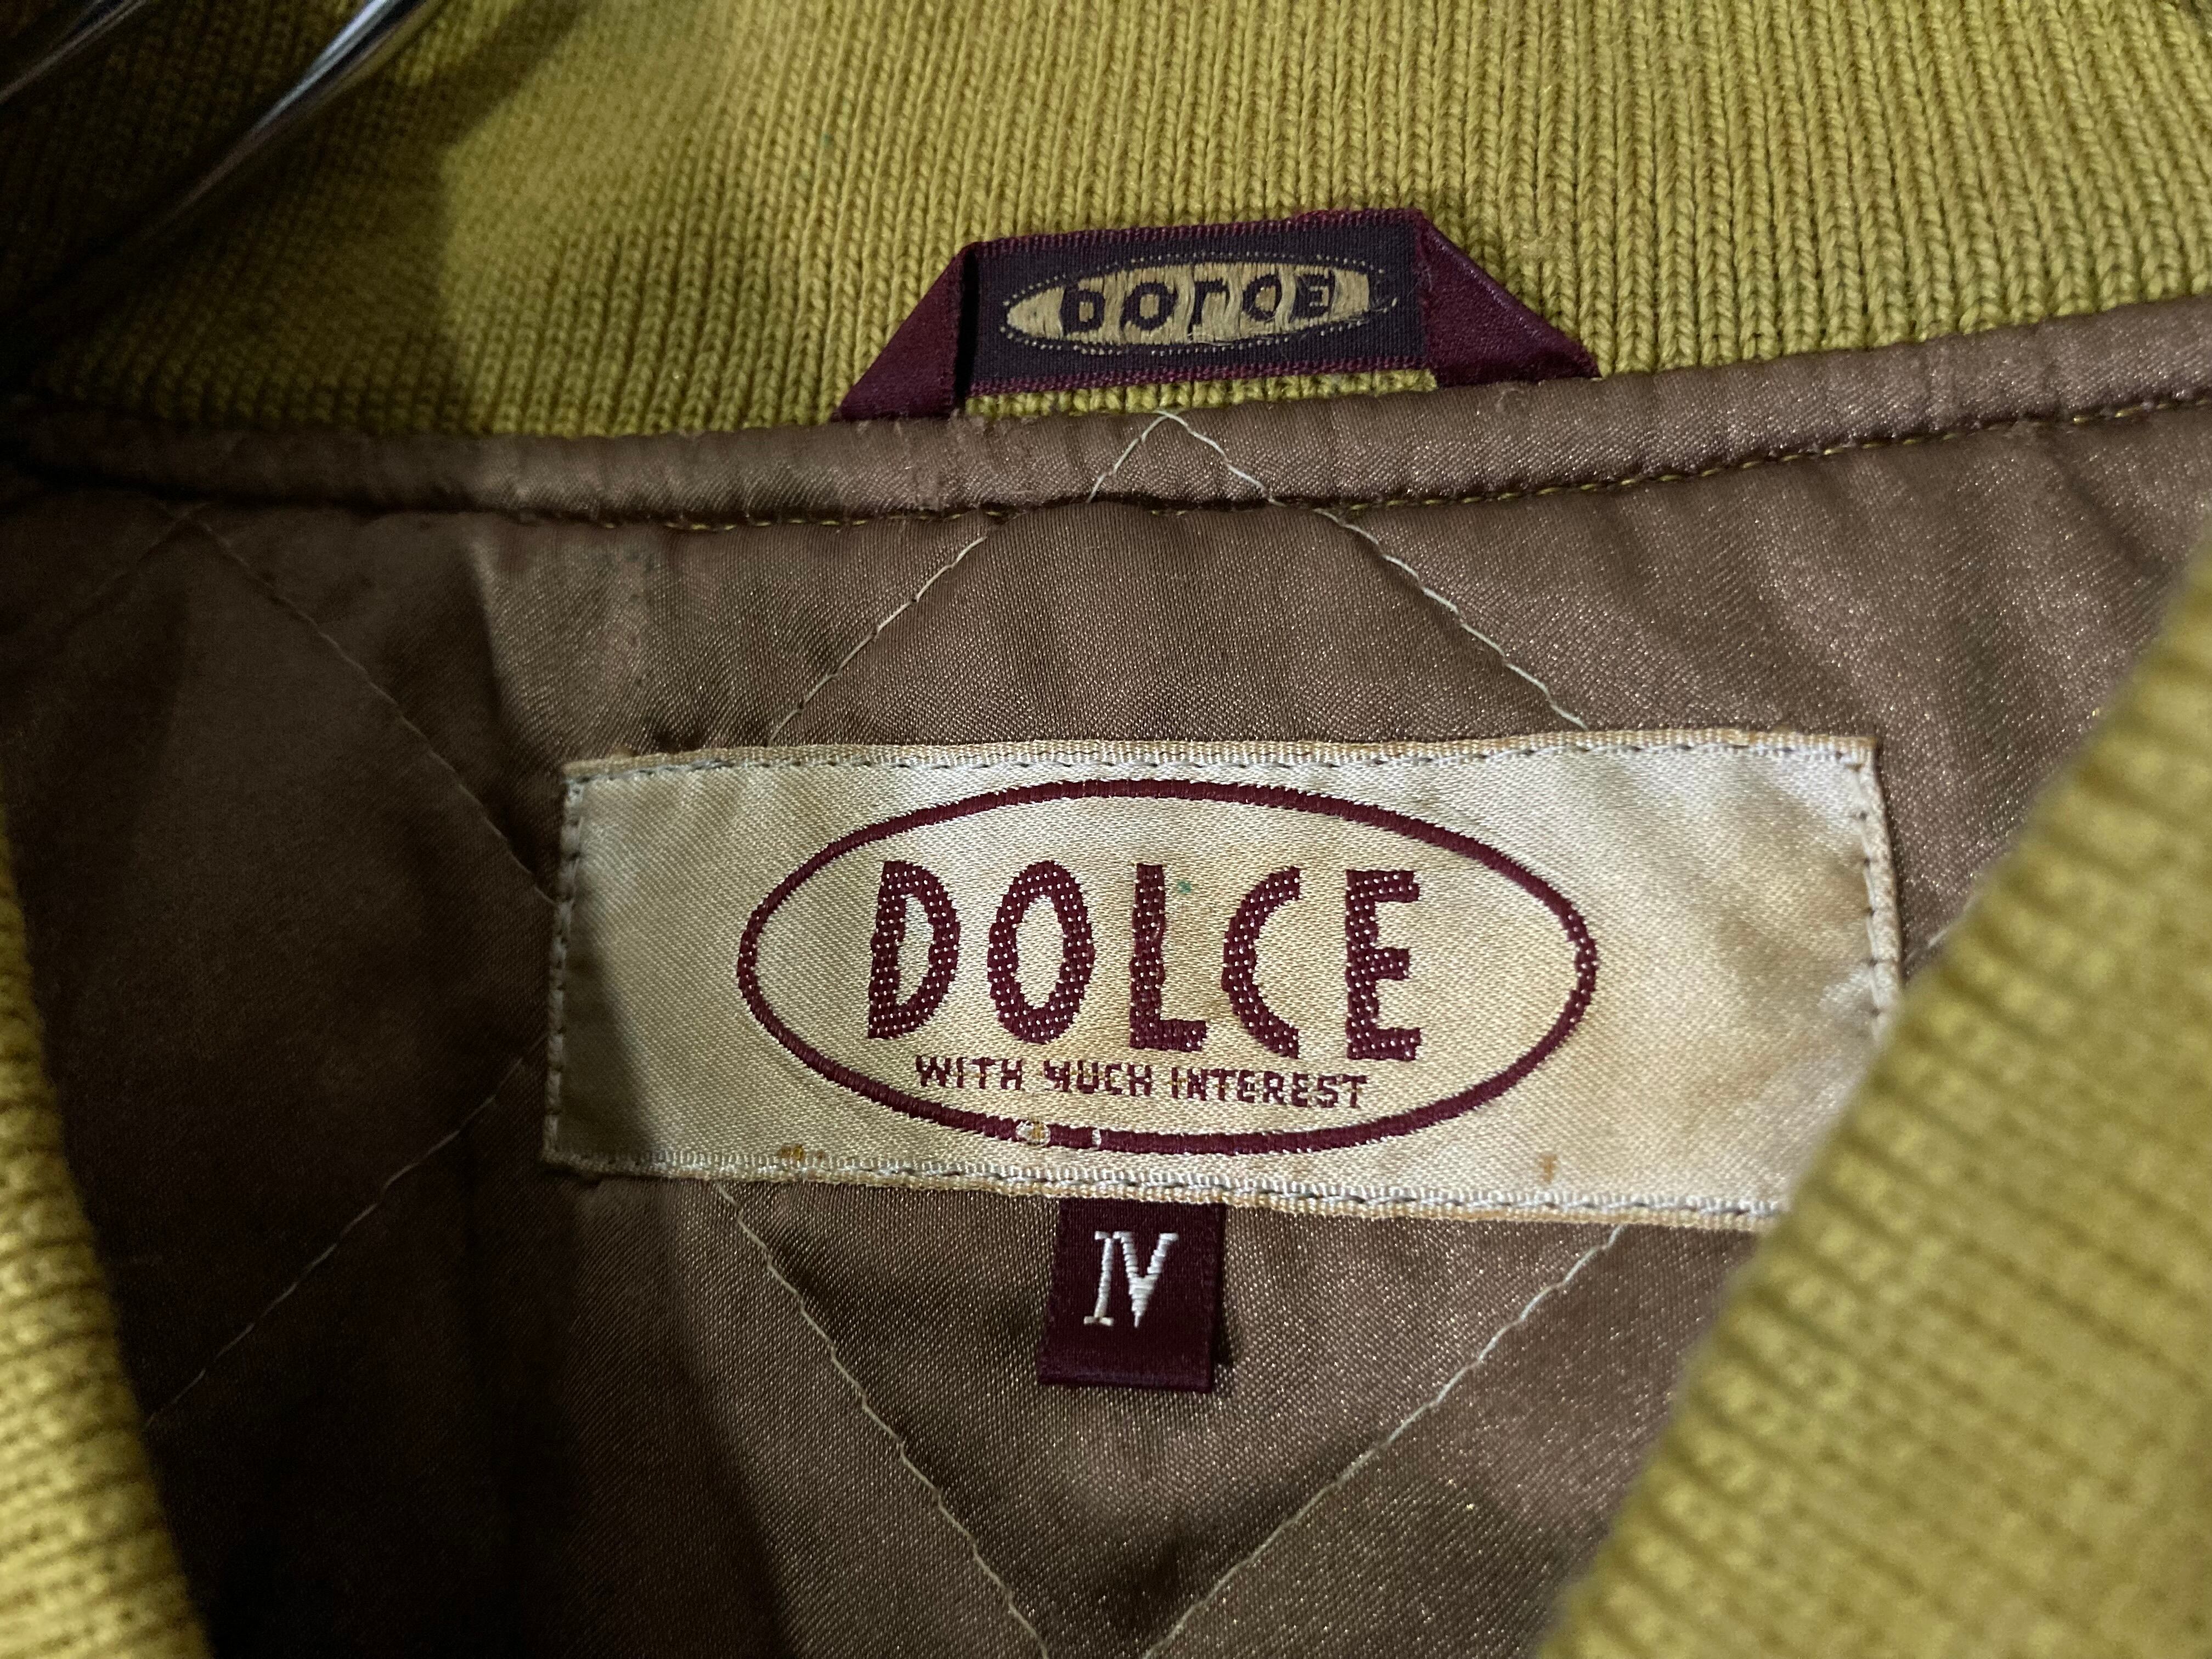 DOLCE
DOLCE
WITH MUCH INTEREST
IV